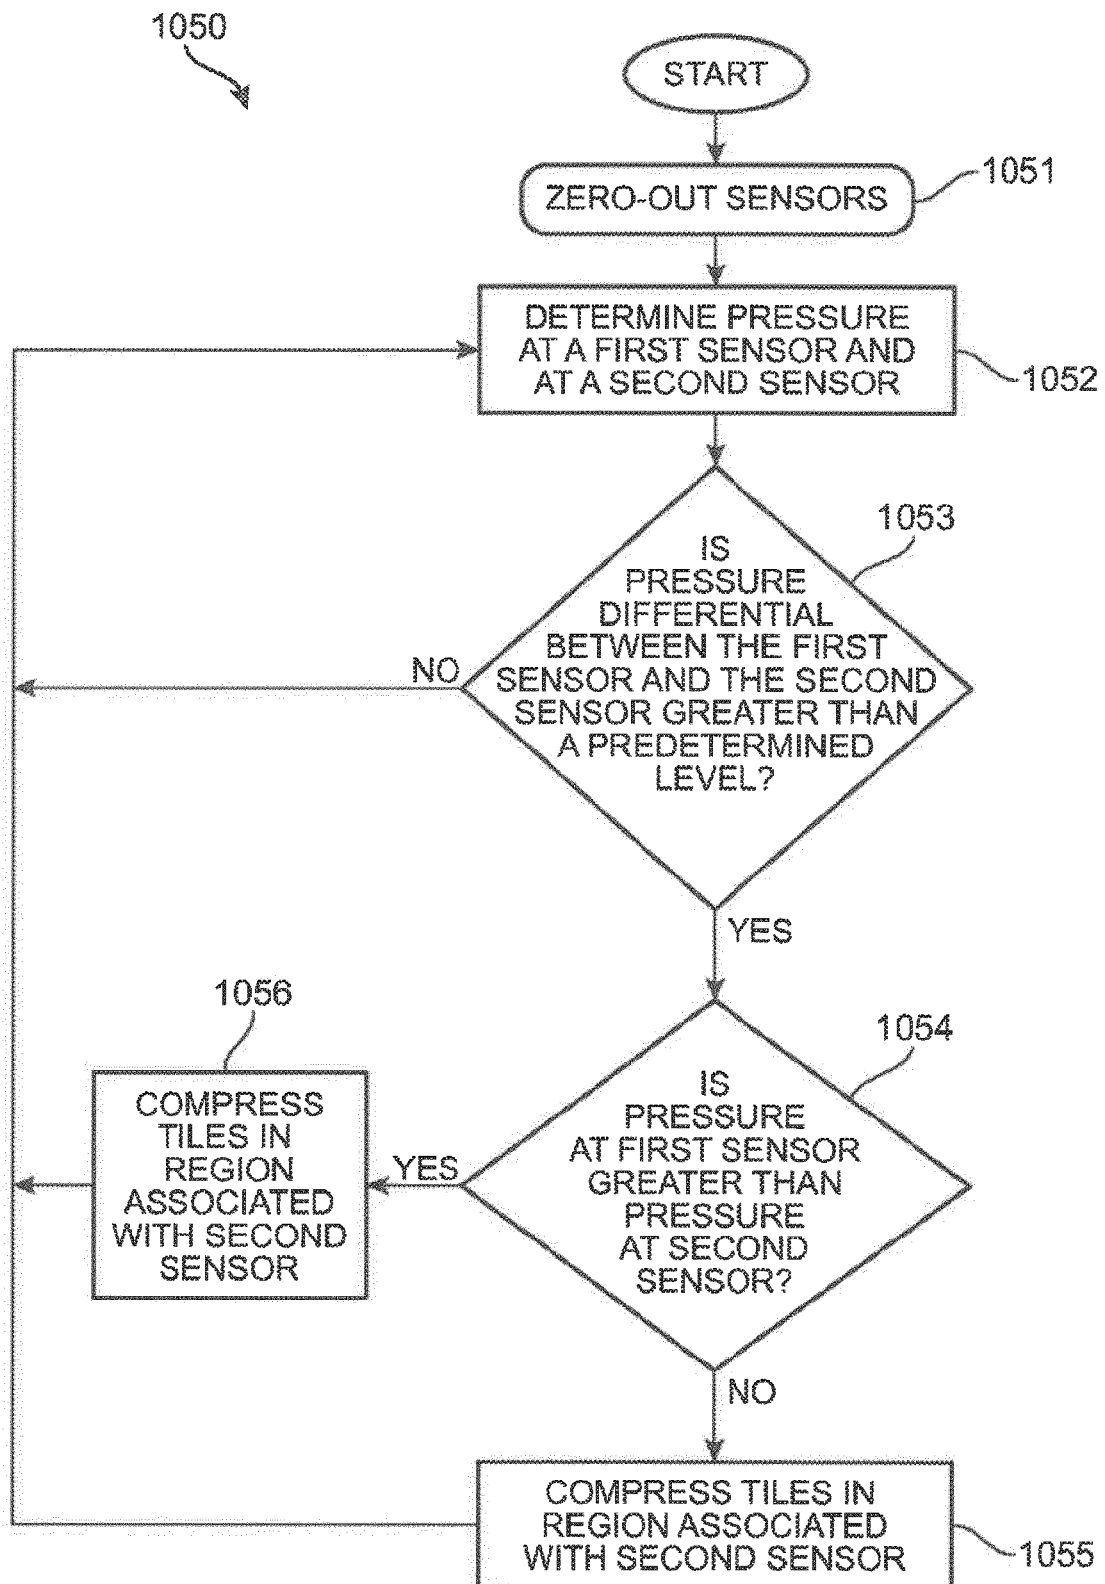 1050
START
ZERO-OUT SENSORS
1051
DETERMINE PRESSURE
AT A FIRST SENSOR AND
AT A SECOND SENSOR
1052
1053
IS
PRESSURE
DIFFERENTIAL
BETWEEN THE FIRST
SENSOR AND THE SECOND
SENSOR GREATER THAN
A PREDETERMINED
LEVEL?
NO
YES
1056
COMPRESS
TILES IN
REGION
ASSOCIATED
WITH SECOND
SENSOR
YES
1054
IS
PRESSURE
AT FIRST SENSOR
GREATER THAN
PRESSURE
AT SECOND
SENSOR?
NO
COMPRESS TILES IN
REGION ASSOCIATED
WITH SECOND SENSOR
1055